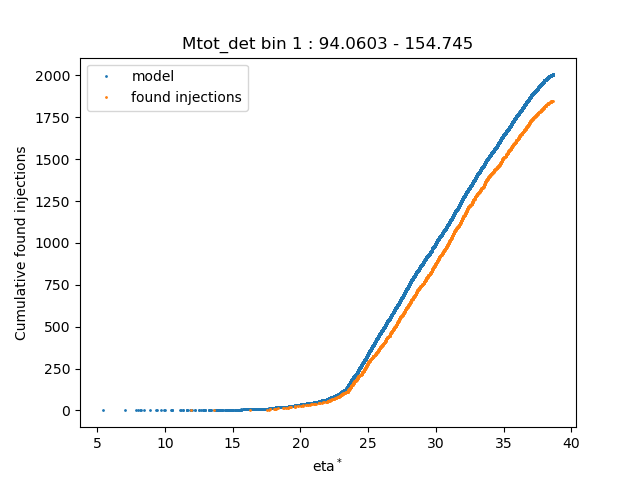 Mtot_det bin 1 : 94.0603 - 154.745
model
found injections
Cumulative found injections
2000
1750
1500
1250
1000
750
500
250
0
5 10 15 20 25 30 35 40
eta*